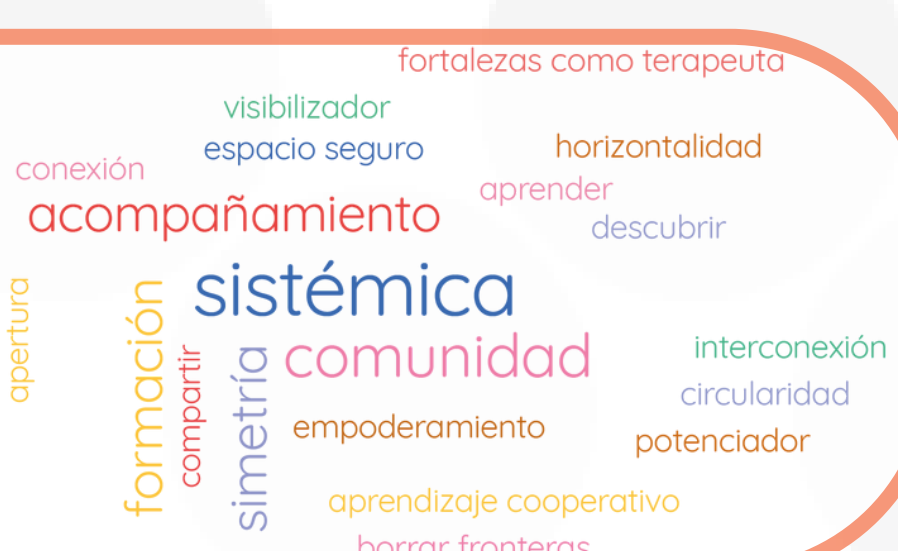 fortalezas como terapeuta
visibilizador
espacio seguro
horizontalidad
conexión
aprender
acompañamiento
descubrir
sistémica
apertura
formación
compartir
simetría
comunidad
interconexión
circularidad
empoderamiento
potenciador
aprendizaje cooperativo
borrar fronteras